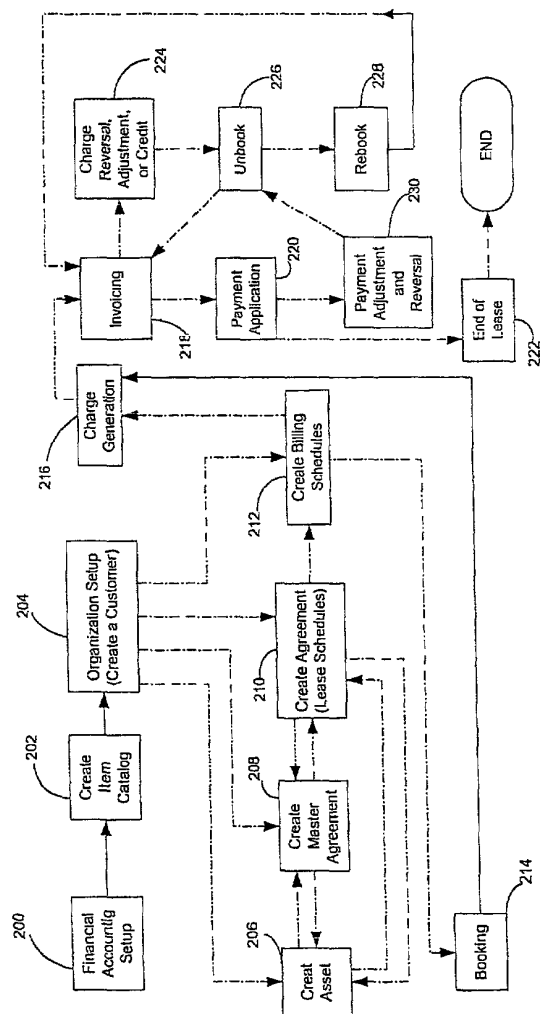 200
Financial
Accountig
Setup
202
Create
Item
Catalog
204
Organization Setup
(Create a Customer)
206
Creat
Asset
208
Create
Master
Agreement
210
Create Agreement
(Lease Schedules)
212
Create Billing
Schedules
214
Booking
216
Charge
Generation
218
Invoicing
220
Payment
Application
222
End of
Lease
END
224
Charge
Reversal,
Adjustment,
or Credit
226
Unbook
228
Rebook
230
Payment
Adjustment
and
Reversal